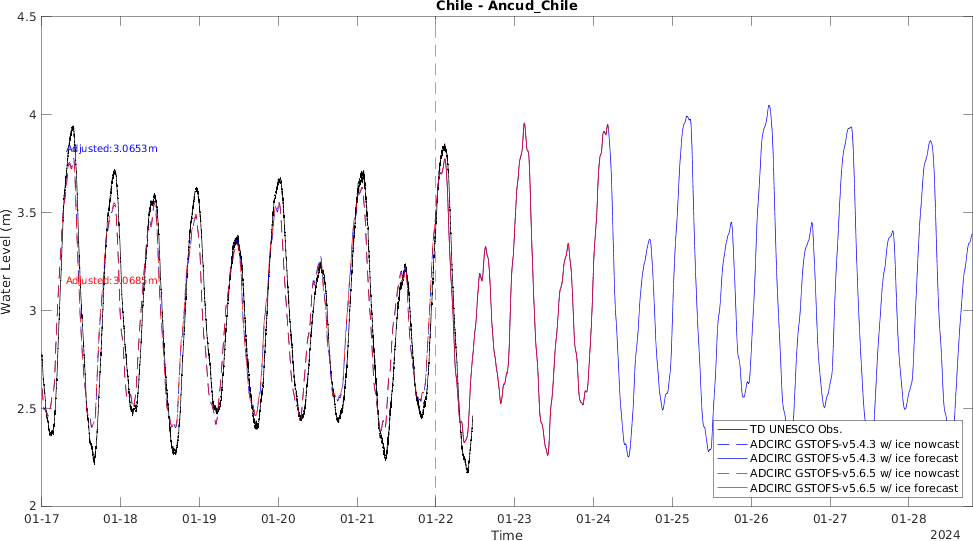 Chile - Ancud_Chile
4.5
4
3.5
3
2.5
2
Water Level (m)
Adjusted:3.0653m
Adjusted:3.0685m
TD UNESCO Obs.
ADCIRC GSTOFS-v5.4.3 w/ ice nowcast
ADCIRC GSTOFS-v5.4.3 w/ ice forecast
ADCIRC GSTOFS-v5.6.5 w/ ice nowcast
ADCIRC GSTOFS-v5.6.5 w/ ice forecast
01-17 01-18 01-19 01-20 01-21 01-22 01-23 01-24 01-25 01-26 01-27 01-28
Time
2024